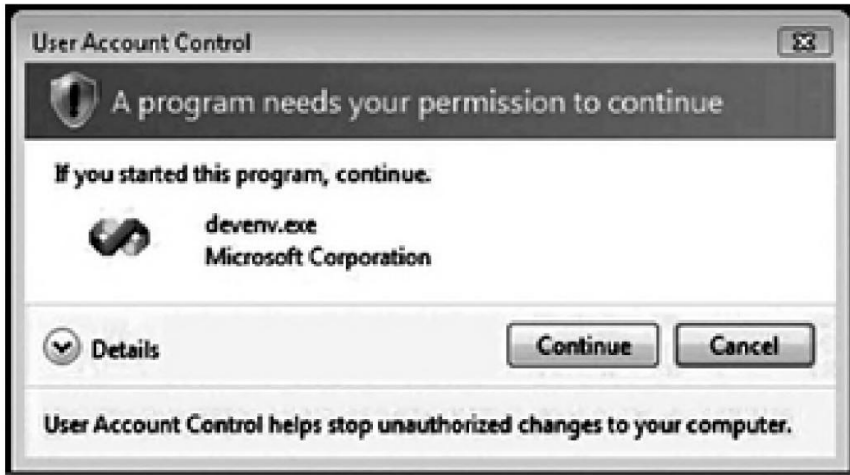 User Account Control
A program needs your permission to continue
If you started this program, continue.
devenv.exe
Microsoft Corporation
Details
Continue
Cancel
User Account Control helps stop unauthorized changes to your computer.